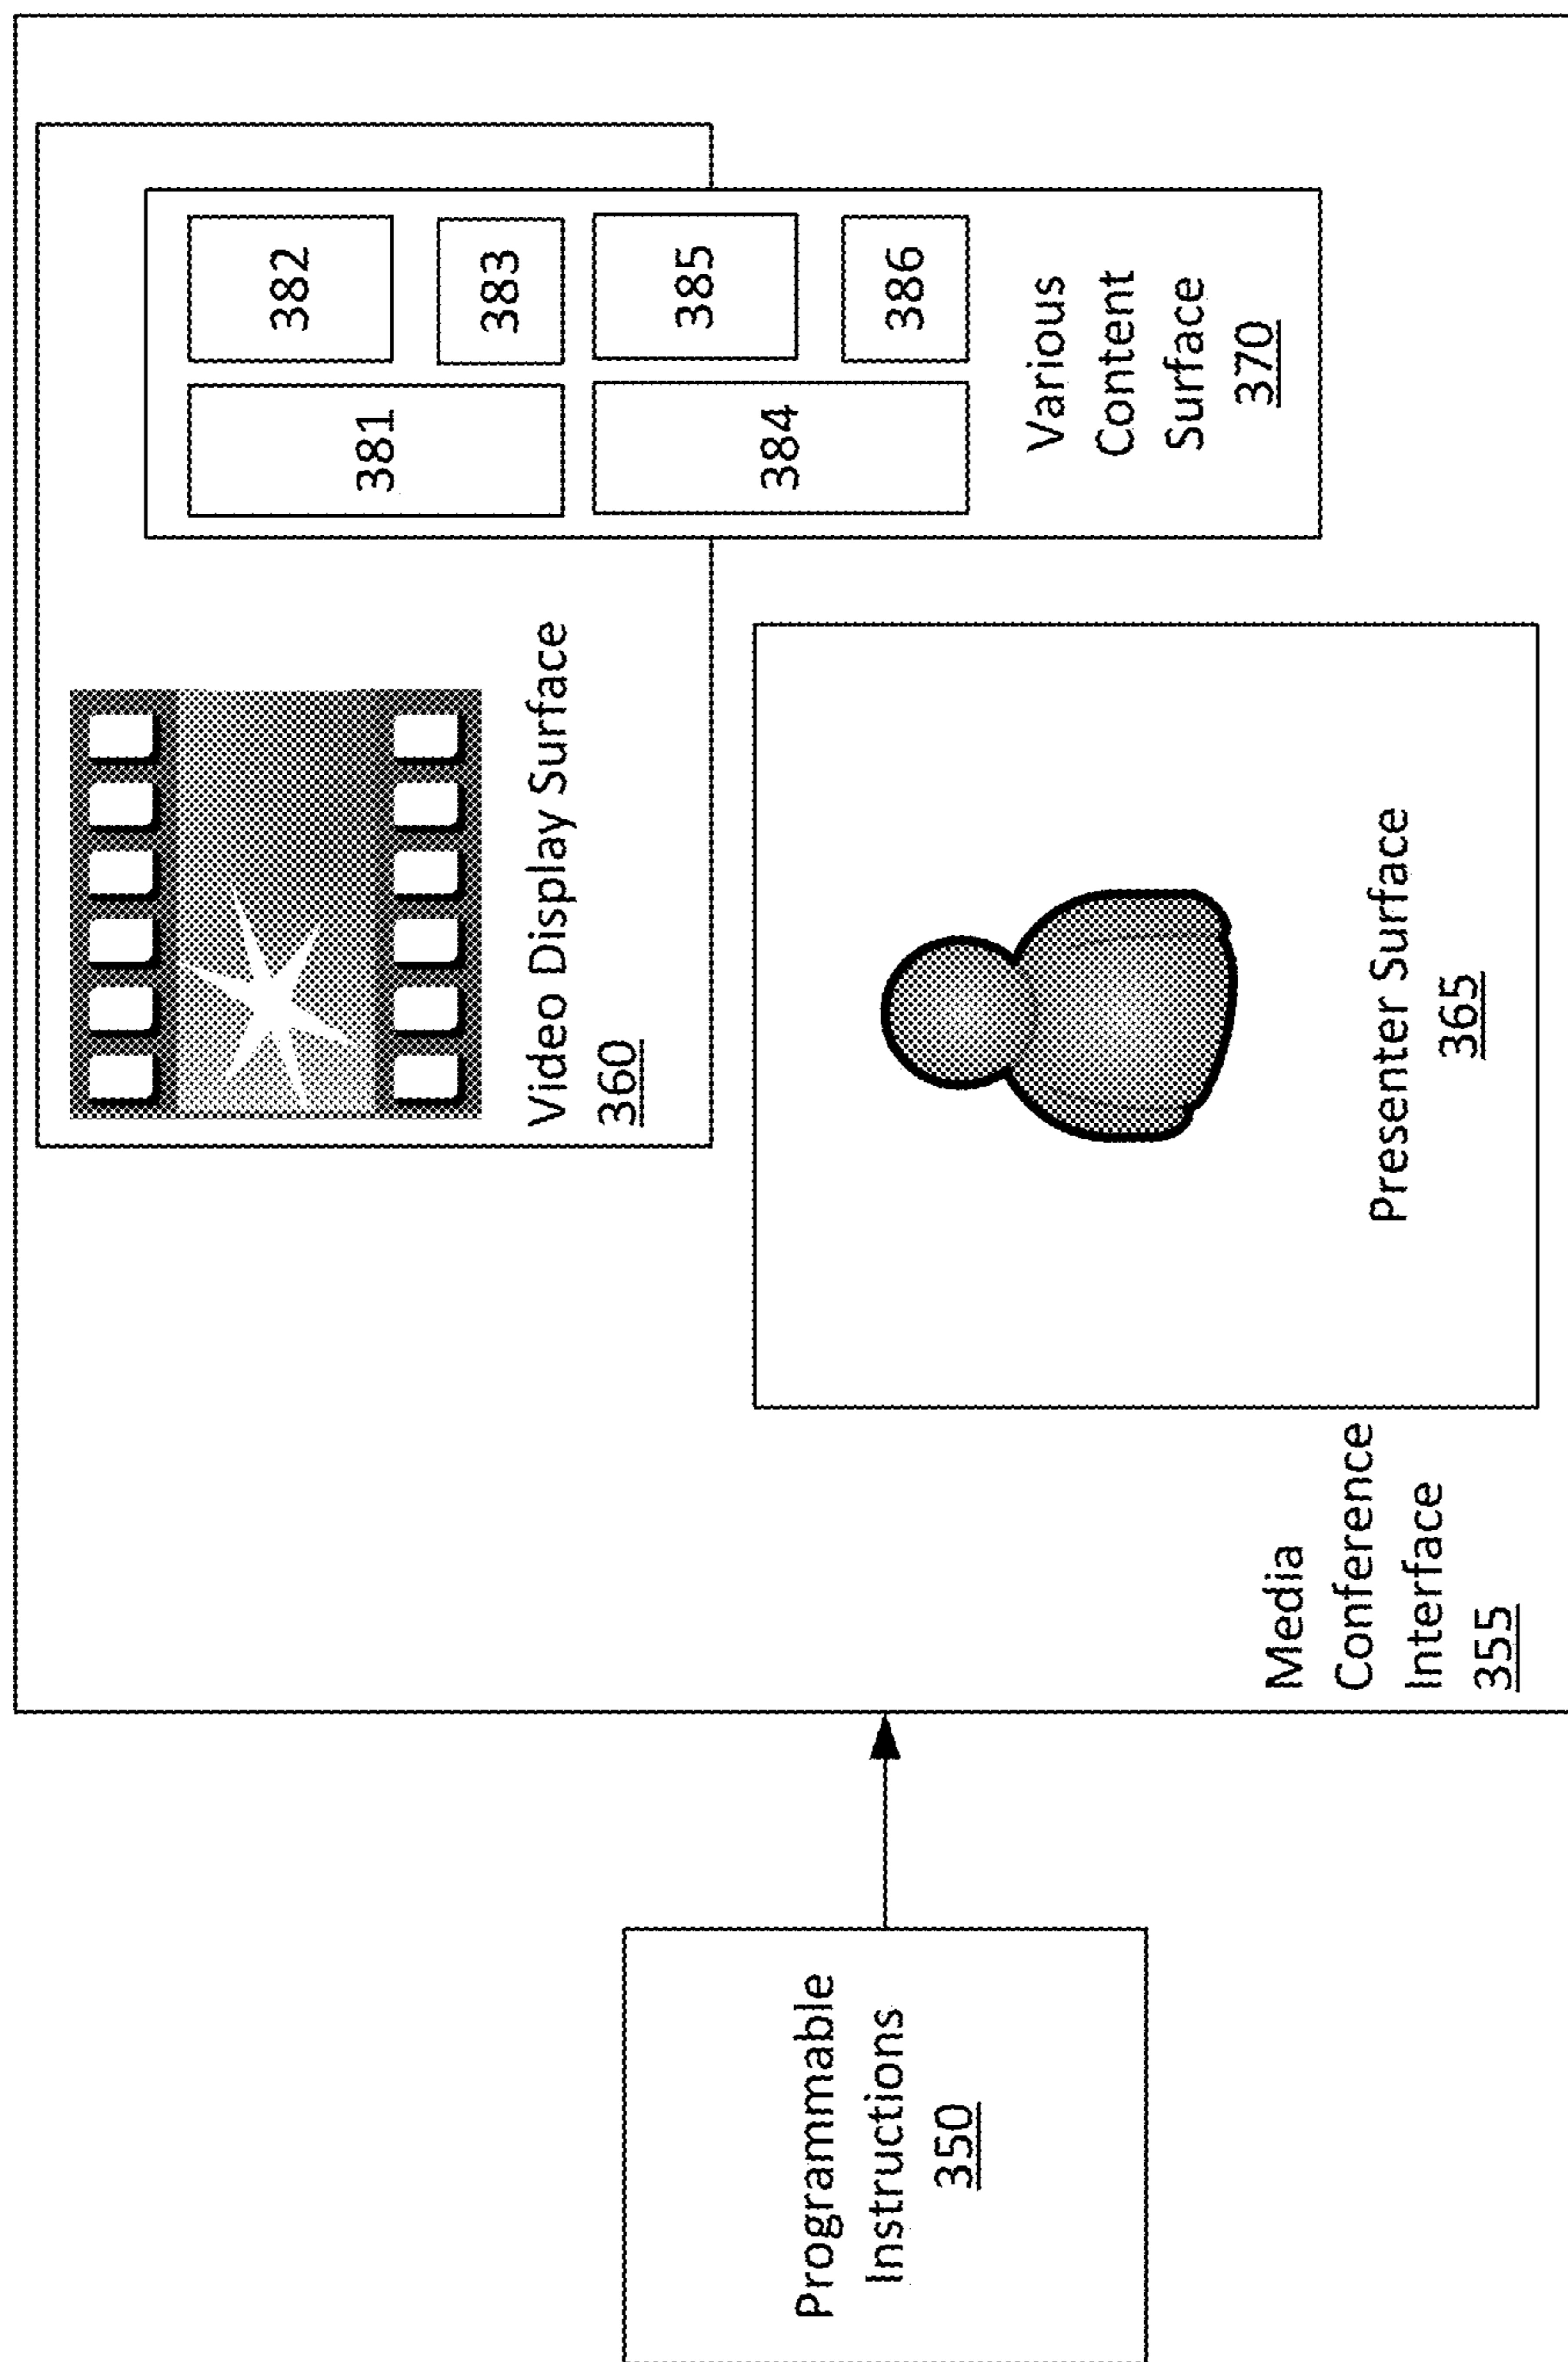 Programmable
Instructions
350
Media
Conference
Interface
355
Video Display Surface
360
Presenter Surface
365
381
382
383
384
385
386
Various
Content
Surface
370